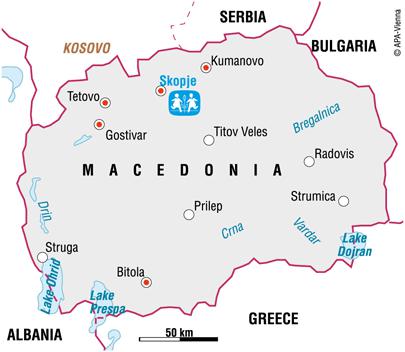 SERBIA
BULGARIA
© APA-Vienna
KOSOVO
Kumanovo
Skopje
Tetovo
Gostivar
Titov Veles
Bregalnica
MACEDONIA
Radovis
Drin
Prilep
Strumica
Crna
Vardar
Lake
Dojran
Struga
Lake Ohrid
Bitola
Lake
Prespa
ALBANIA
50 km
GREECE